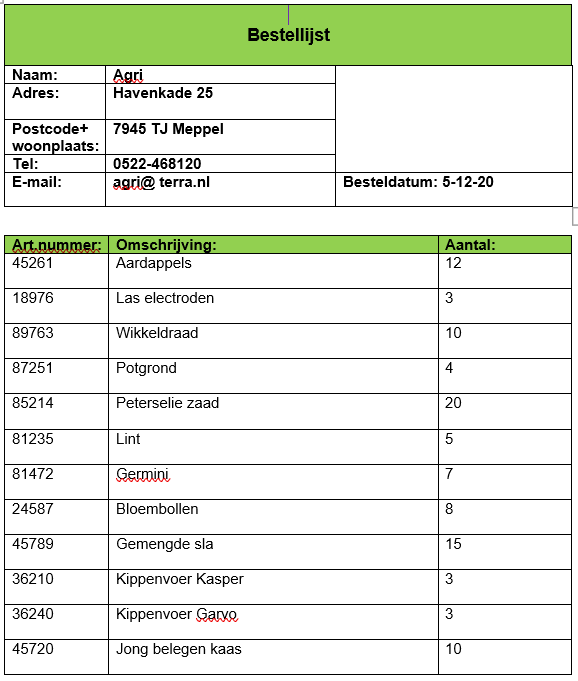 Bestellijst
Naam: Agri
Adres: Havenkade 25
Postcode+ 7945 TJ Meppel
woonplaats:
Tel: 0522-468120
E-mail: agri@ terra.nl Besteldatum: 5-12-20
Art.nummer: Omschrijving: Aantal:
45261 Aardappels 12
18976 Las electroden 3
89763 Wikkeldraad 10
87251 Potgrond 4
85214 Peterselie zaad 20
81235 Lint 5
81472 Germini 7
24587 Bloembollen 8
45789 Gemengde sla 15
36210 Kippenvoer Kasper 3
36240 Kippenvoer Garvo 3
45720 Jong belegen kaas 10